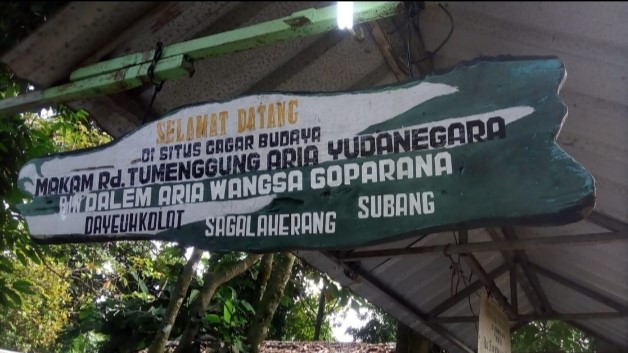 SELAMAT DATANG
DI SITUS CAGAR BUDAYA
MAKAM Rd. TUMENGGUNG ARIA YUDANEGARA
BIN DALEM ARIA WANGSA GOPARANA
DAYEUHKOLOT SAGALAHERANG SUBANG